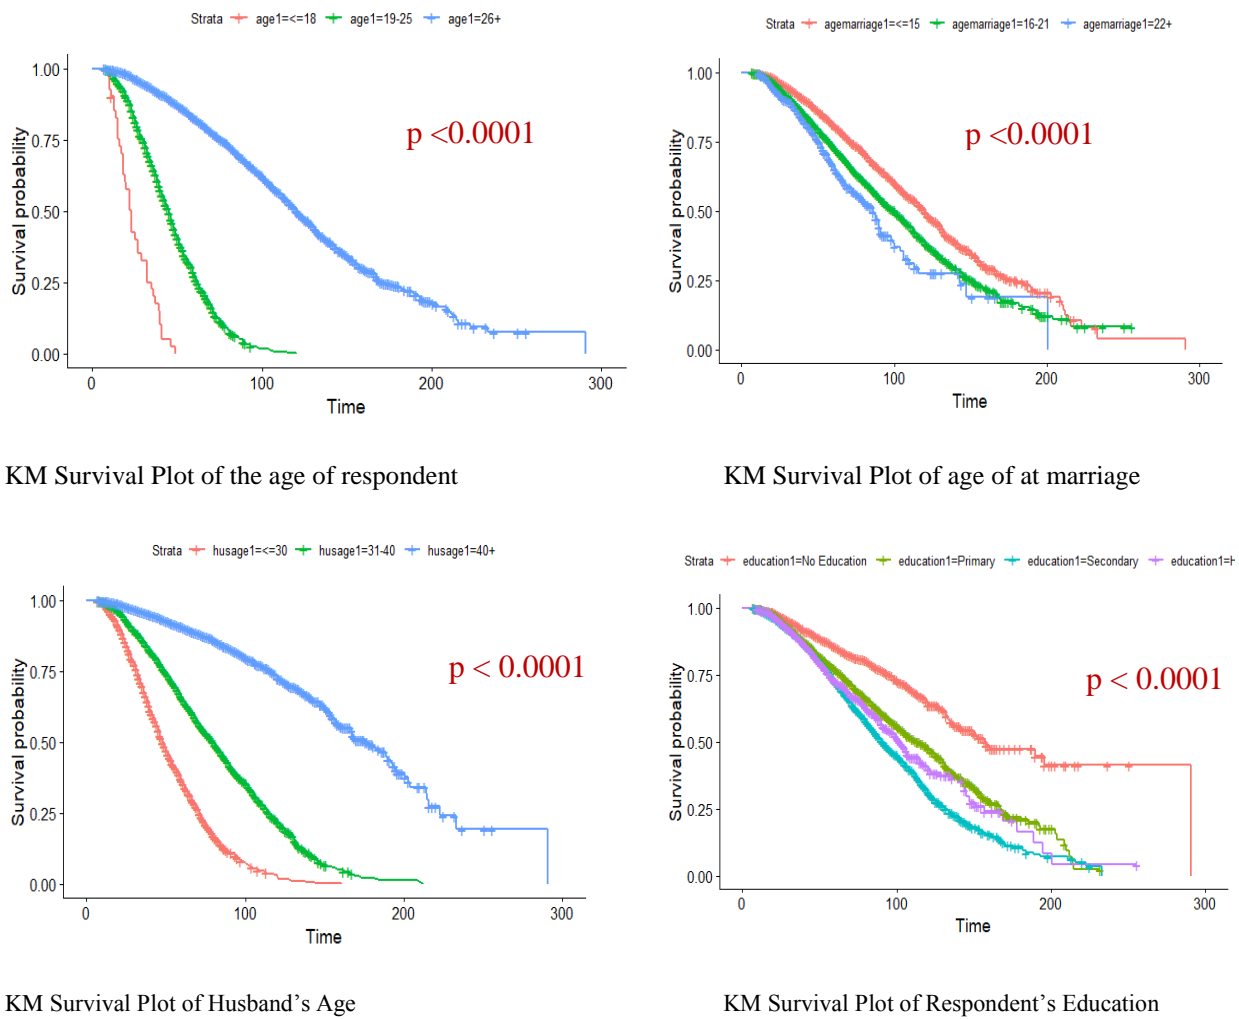 Strata age1=<=18 age1=19-25 age1=26+
1.00
0.75
0.50
0.25
0.00
Survival probability
p <0.0001
0 100 200 300
Time
KM Survival Plot of the age of respondent
Strata agemarriage1=<=15 agemarriage1=16-21 agemarriage1=22+
1.00
0.75
0.50
0.25
0.00
Survival probability
p <0.0001
0 100 200 300
Time
KM Survival Plot of age of at marriage
Strata husage1=<=30 husage1=31-40 husage1=40+
1.00
0.75
0.50
0.25
0.00
Survival probability
p < 0.0001
0 100 200 300
Time
KM Survival Plot of Husband’s Age
Strata education1=No Education education1=Primary education1=Secondary education1=H
1.00
0.75
0.50
0.25
0.00
Survival probability
p < 0.0001
0 100 200 300
Time
KM Survival Plot of Respondent’s Education